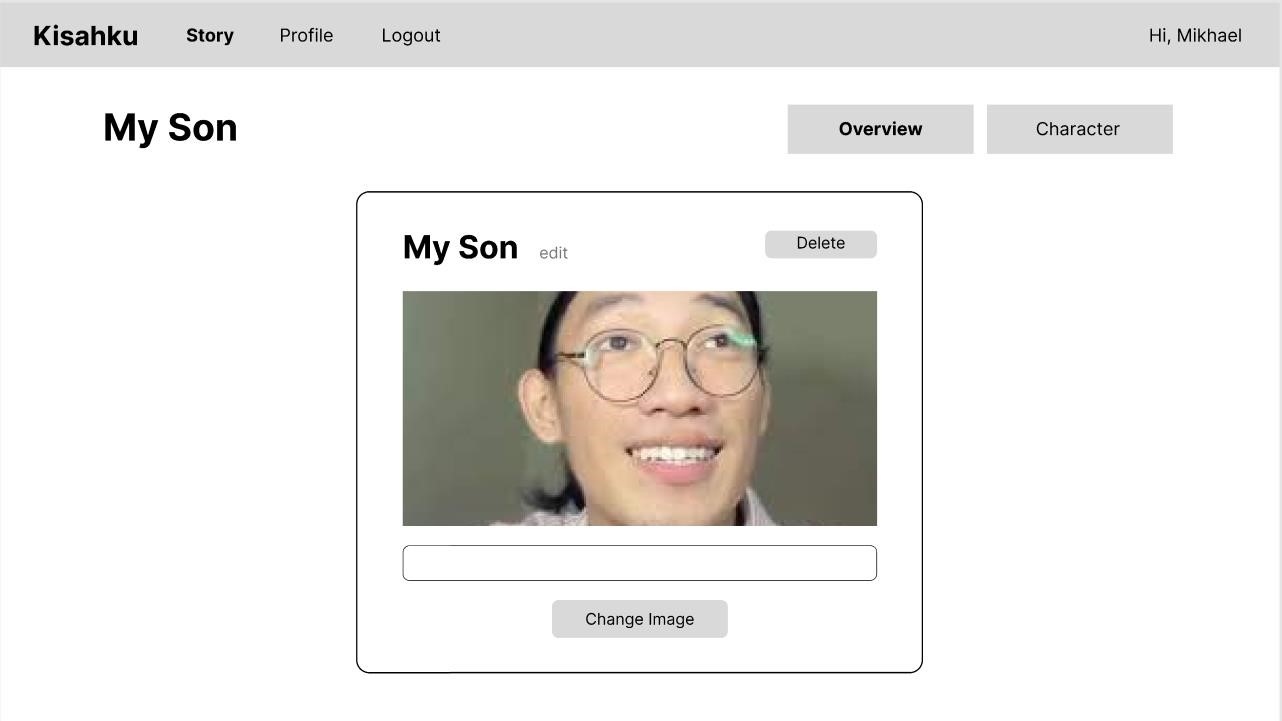 Kisahku Story Profile Logout Hi, Mikhael
My Son Overview Character
My Son edit Delete
Change Image